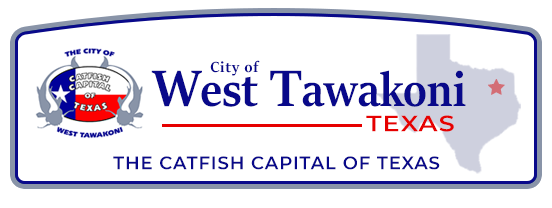 THE CITY OF
CATFISH
CAPITAL
OF
TEXAS
WEST TAWAKONI
City of
West Tawakoni
TEXAS
THE CATFISH CAPITAL OF TEXAS